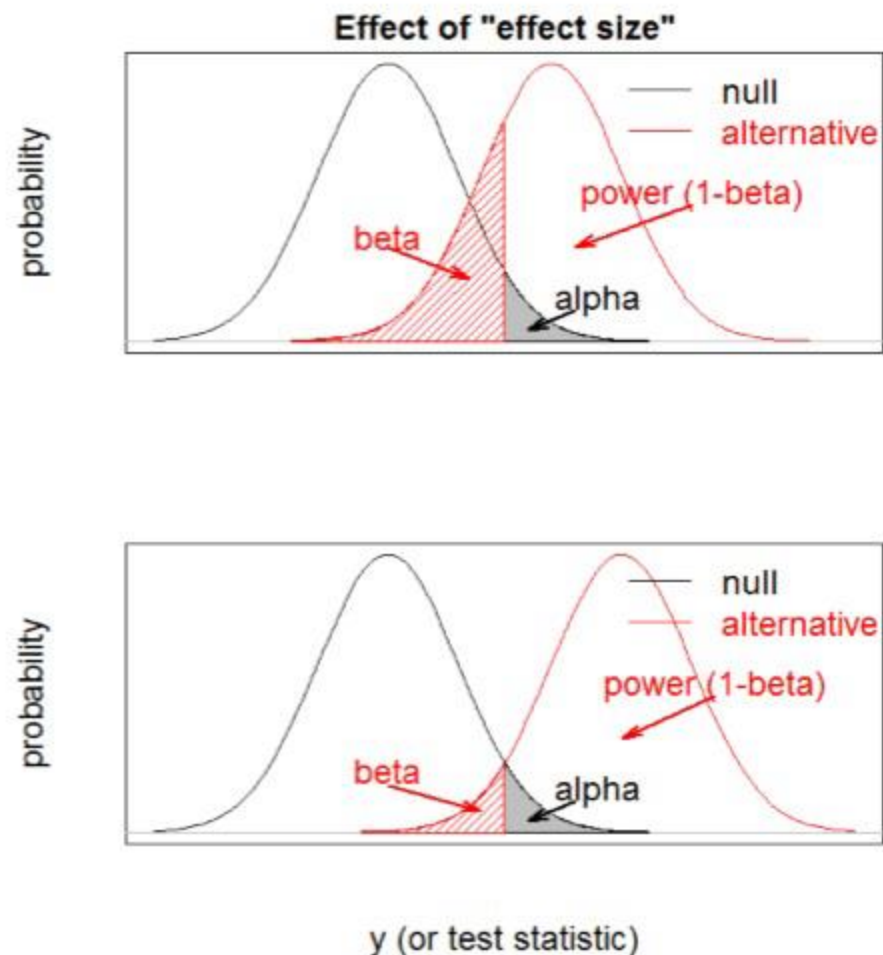 Effect of "effect size"
probability
null
alternative
power (1-beta)
beta
alpha
probability
null
alternative
power (1-beta)
beta
alpha
y (or test statistic)